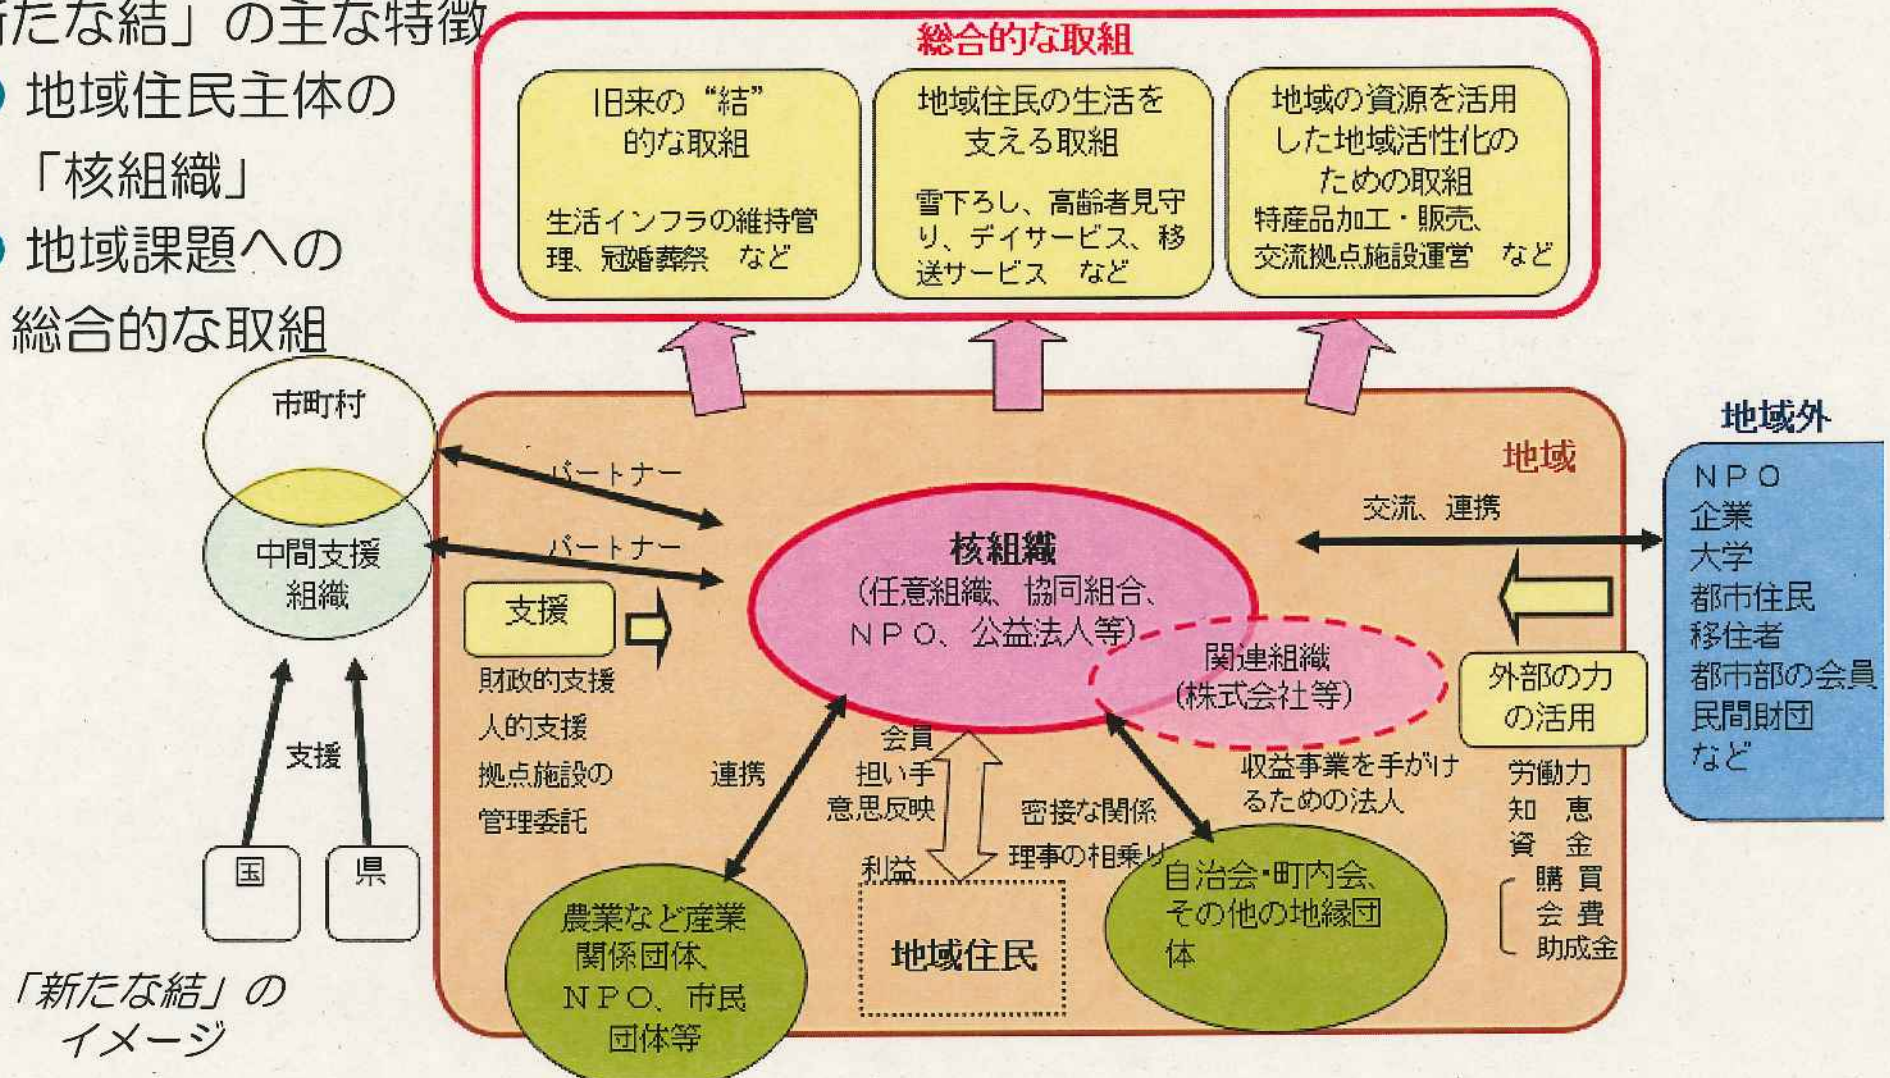 新たな結」の主な特徴
地域住民主体の
「核組織」
地域課題への
総合的な取組
総合的な取組
旧来の“結”
的な取組
生活インフラの維持管
理、冠婚葬祭　など
地域住民の生活を
支える取組
雪下ろし、高齢者見守
り、デイサービス、移
送サービス　など
地域の資源を活用
した地域活性化の
ための取組
特産品加工・販売、
交流拠点施設運営　など
市町村
中間支援
組織
パートナー
パートナー
支援
国
県
地域
支援
財政的支援
人的支援
拠点施設の
管理委託
核組織
（任意組織、協同組合、
ＮＰＯ、公益法人等）
関連組織
（株式会社等）
収益事業を手がけ
るための法人
連携
会員
担い手
意思反映
利益
密接な関係
理事の相乗り
農業など産業
関係団体、
ＮＰＯ、市民
団体等
地域住民
自治会・町内会、
その他の地縁団
体
交流、連携
外部の力
の活用
労働力
知　恵
資　金
購　買
会　費
助成金
地域外
ＮＰＯ
企業
大学
都市住民
移住者
都市部の会員
民間財団
など
「新たな結」の
イメージ